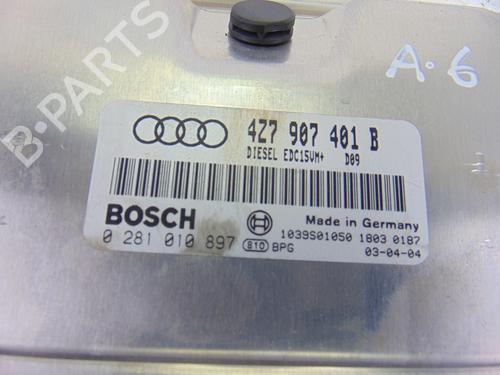 B-PARTS
A.6
4Z7 907 401 B
DIESEL EDC15VM+ D09
BOSCH
Made in Germany
0 281 010 897
810 BPG
1039S01050 1803 0187
03-04-04